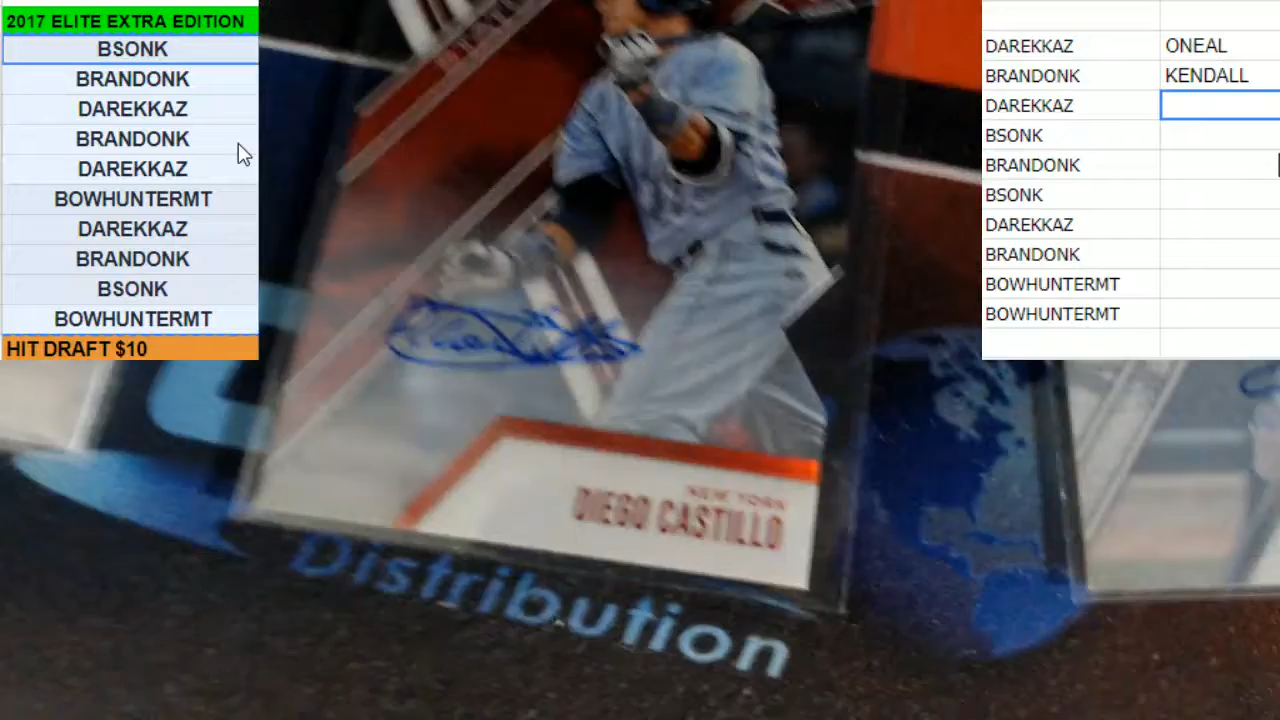 2017 ELITE EXTRA EDITION
BSONK
BRANDONK
DAREKKAZ
BRANDONK
DAREKKAZ
BOWHUNTERMT
DAREKKAZ
BRANDONK
BSONK
BOWHUNTERMT
HIT DRAFT $10
DAREKKAZ ONEAL
BRANDONK KENDALL
DAREKKAZ
BSONK
BRANDONK
BSONK
DAREKKAZ
BRANDONK
BOWHUNTERMT
BOWHUNTERMT
NEW YORK
DIEGO CASTILLO
Distribution